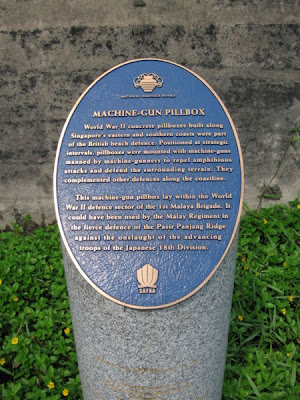 NATIONAL HERITAGE BOARD
MACHINE-GUN PILLBOX
World War II concrete pillboxes built along
Singapore's eastern and southern coasts were part
of the British beach defence. Positioned at strategic
intervals, pillboxes were mounted with machine-guns
manned by machine-gunners to repel amphibious
attacks and defend the surrounding terrain. They
complemented other defences along the coastline.
This machine-gun pillbox lay within the World
War II defence sector of the 1st Malaya Brigade. It
could have been used by the Malay Regiment in
the fierce defence of the Pasir Panjang Ridge
against the onslaught of the advancing
troops of the Japanese 18th Division.
SAFRA